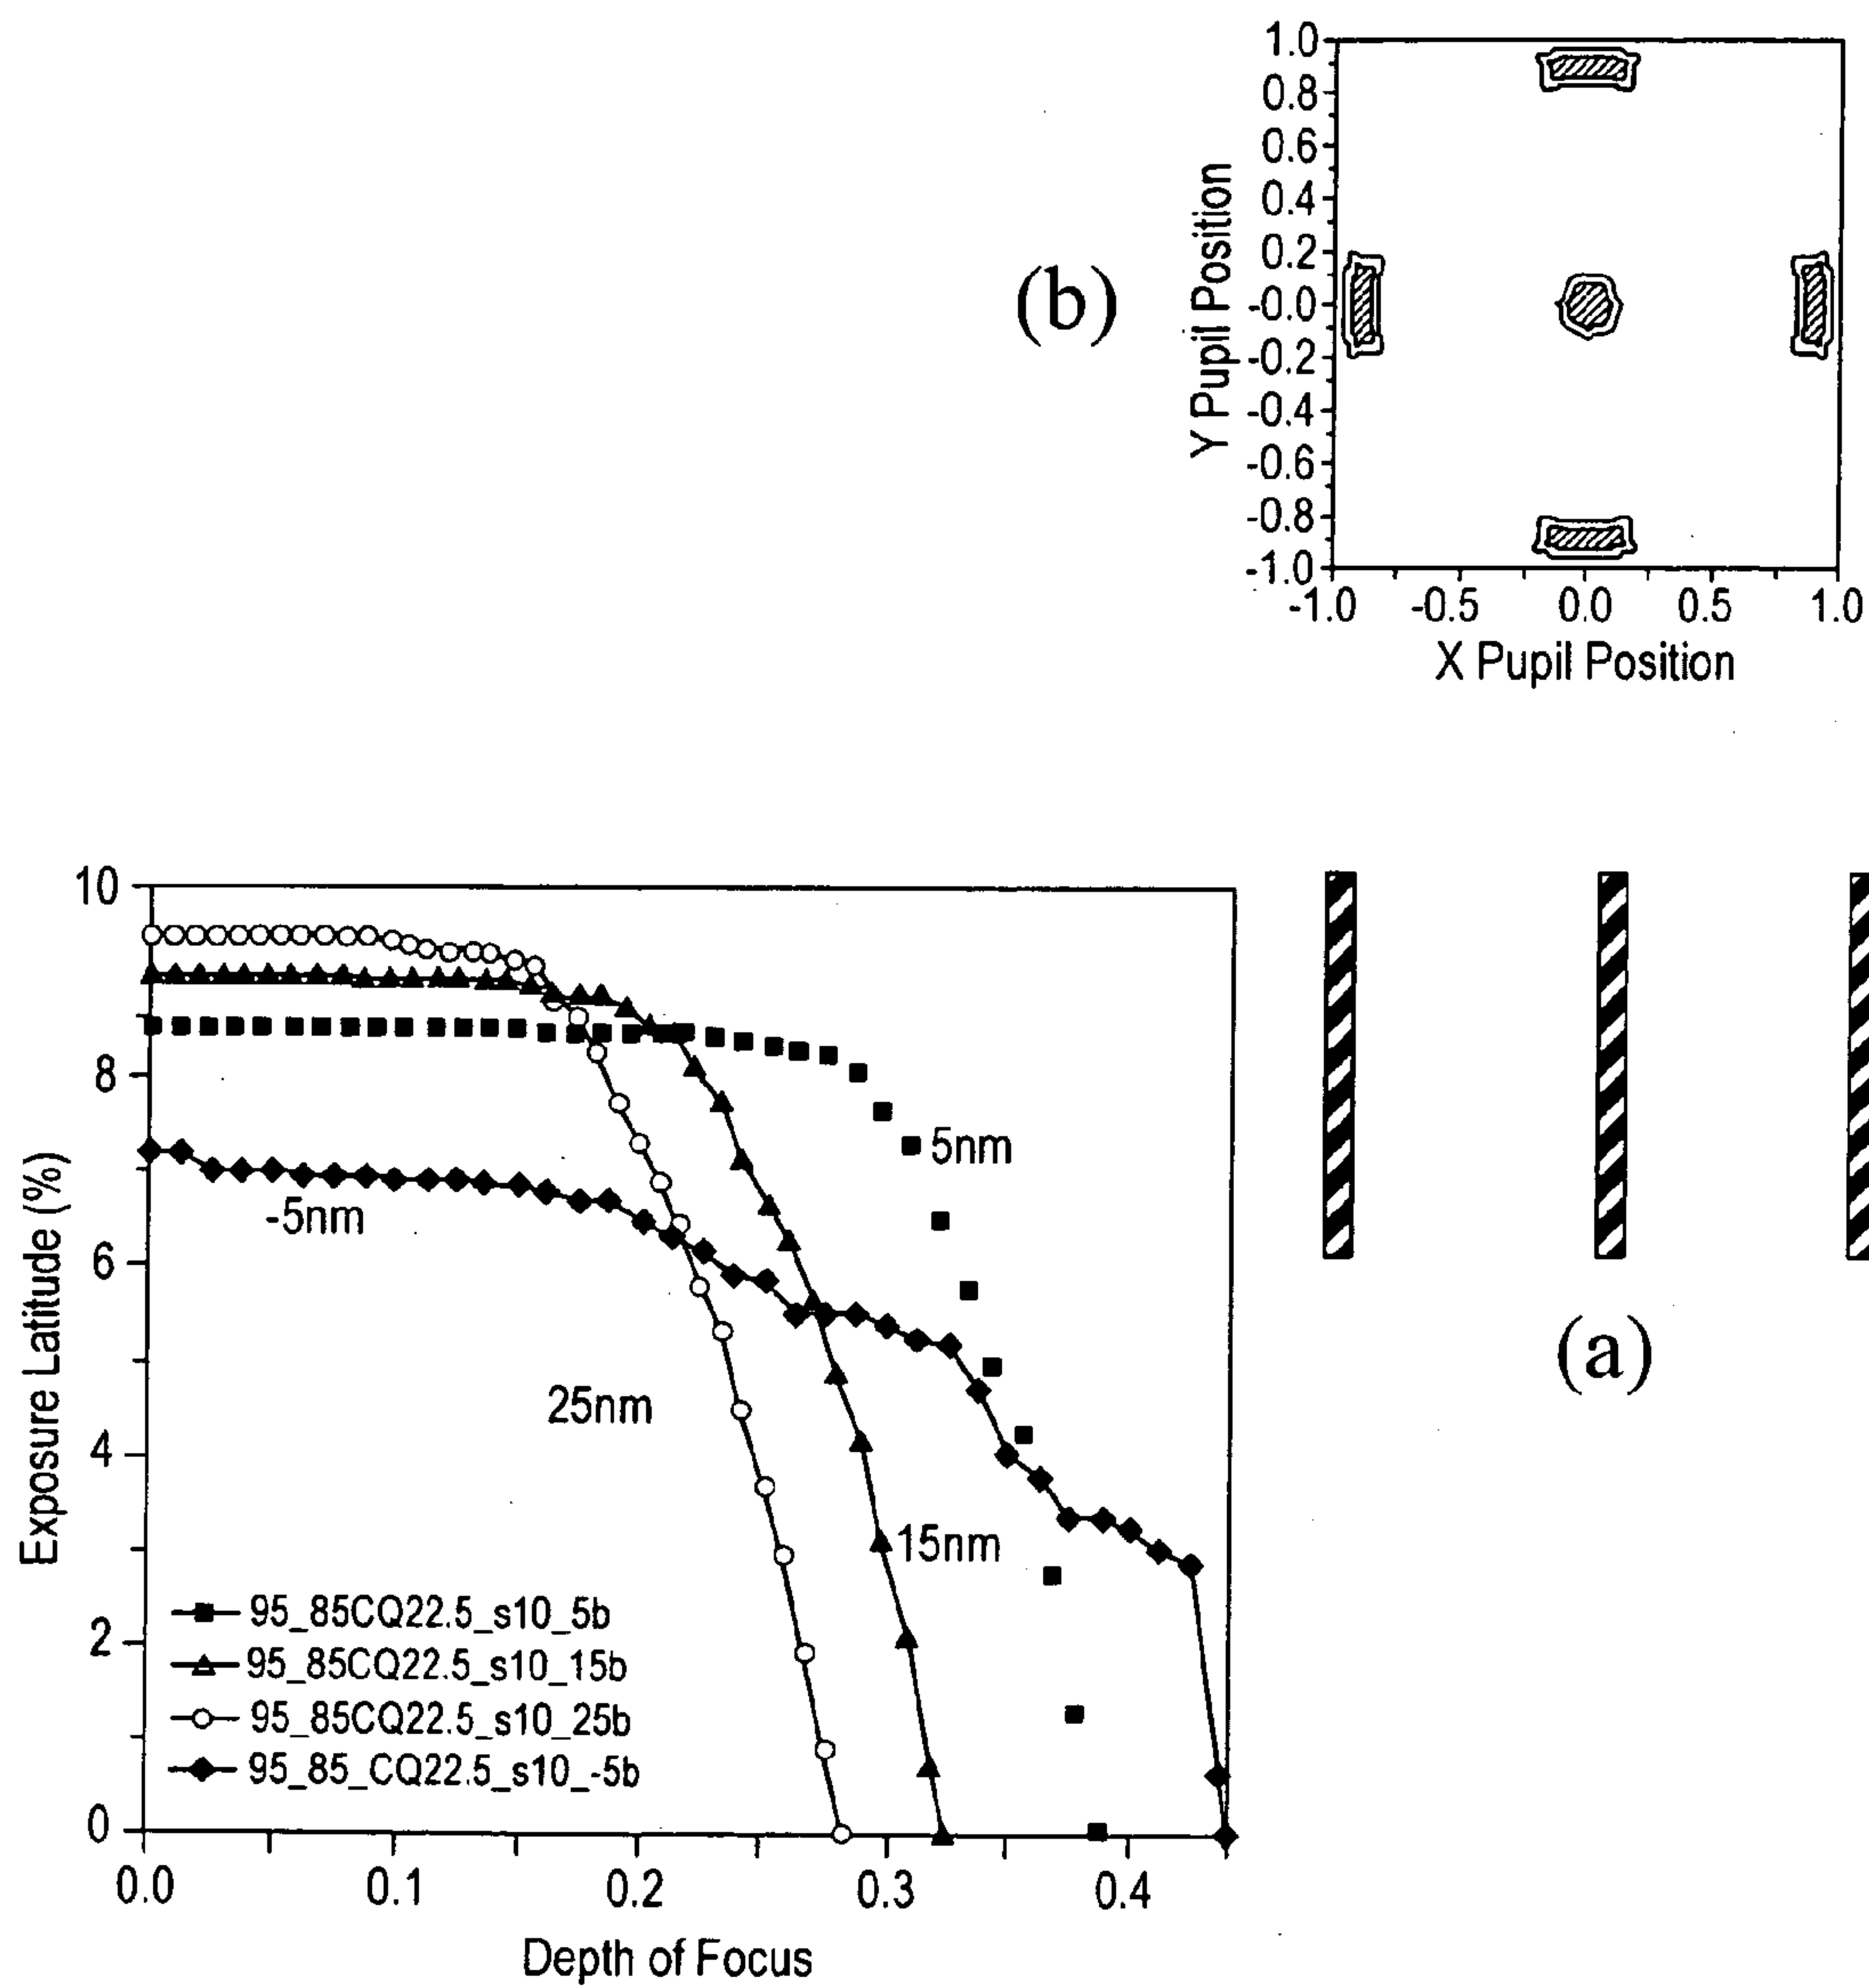 1.0
0.8
0.6
0.4
0.2
-0.0
-0.2
-0.4
-0.6
-0.8
-1.0
Y Pupil Position
(b)
-1.0 -0.5 0.0 0.5 1.0
X Pupil Position
10
8
6
4
2
0
Exposure Latitude (%)
5nm
-5nm
25nm
15nm
95_85CQ22.5_s10_5b
95_85CQ22.5_s10_15b
95_85CQ22.5_s10_25b
95_85_CQ22.5_s10_-5b
0.0 0.1 0.2 0.3 0.4
Depth of Focus
(a)